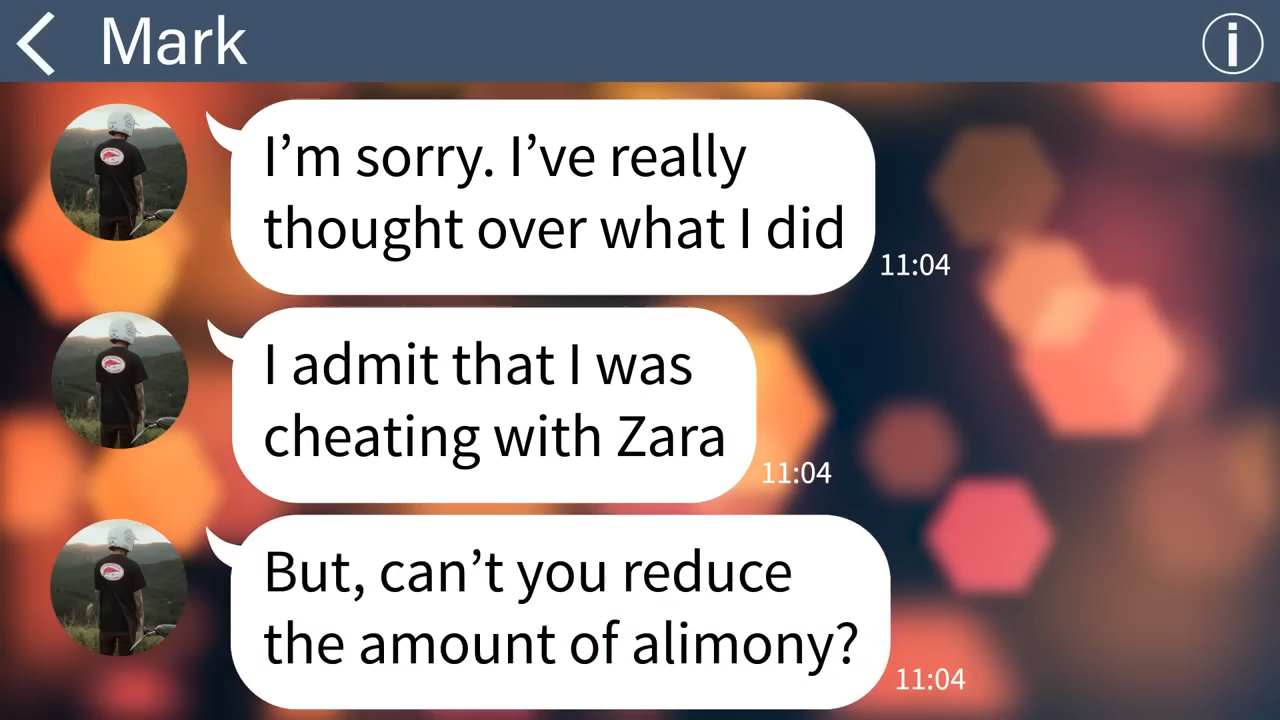 Mark
I’m sorry. I’ve really
thought over what I did
11:04
I admit that I was
cheating with Zara
11:04
But, can’t you reduce
the amount of alimony?
11:04